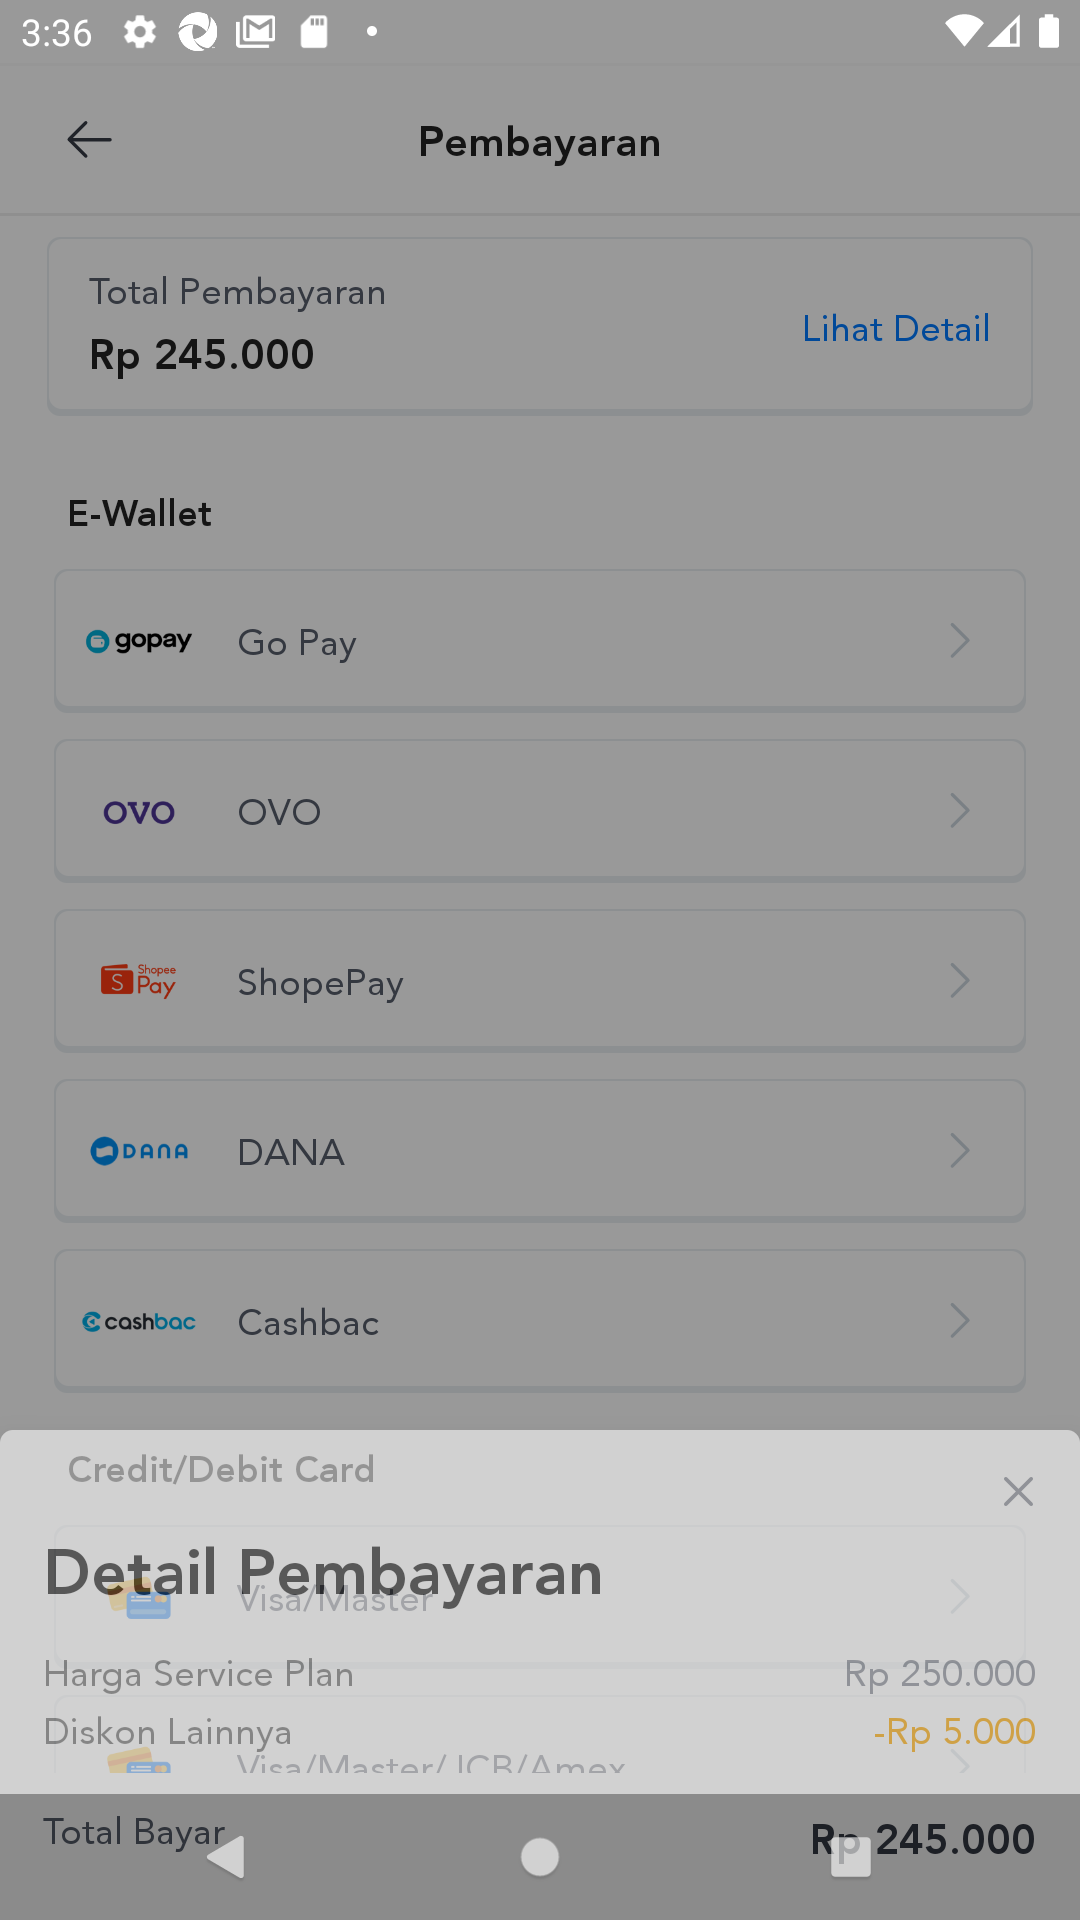 3:36
Pembayaran
Total Pembayaran
Rp 245.000
Lihat Detail
E-Wallet
gopay Go Pay
OVO OVO
S Shopee Pay ShopePay
DANA DANA
cashbac Cashbac
Credit/Debit Card
Detail Pembayaran
Visa/Master
Harga Service Plan Rp 250.000
Diskon Lainnya -Rp 5.000
Visa/Master/JCB/Amex
Total Bayar Rp 245.000